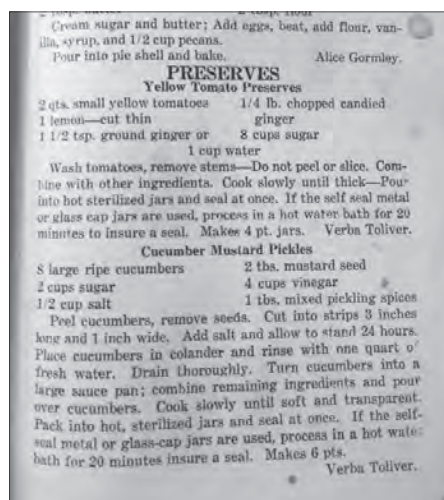 Cream sugar and butter; Add eggs, beat, add flour, van-
illa, syrup, and 1/2 cup pecans.
Pour into pie shell and bake. Alice Gormley.
PRESERVES
Yellow Tomato Preserves
2 qts. small yellow tomatoes 1/4 lb. chopped candied
1 lemon—cut thin ginger
1 1/2 tsp. ground ginger or 8 cups sugar
1 cup water
Wash tomatoes, remove stems—Do not peel or slice. Com-
bine with other ingredients. Cook slowly until thick—Pour
into hot sterilized jars and seal at once. If the self seal metal
or glass cap jars are used, process in a hot water bath for 20
minutes to insure a seal. Makes 4 pt. jars. Verba Toliver.
Cucumber Mustard Pickles
8 large ripe cucumbers 2 tbs. mustard seed
2 cups sugar 4 cups vinegar
1/2 cup salt 1 tbs. mixed pickling spices
Peel cucumbers, remove seeds. Cut into strips 3 inches
long and 1 inch wide. Add salt and allow to stand 24 hours.
Place cucumbers in colander and rinse with one quart of
fresh water. Drain thoroughly. Turn cucumbers into a
large sauce pan; combine remaining ingredients and pour
over cucumbers. Cook slowly until soft and transparent.
Pack into hot, sterilized jars and seal at once. If the self-
seal metal or glass-cap jars are used, process in a hot water
bath for 20 minutes insure a seal. Makes 6 pts.
Verba Toliver.